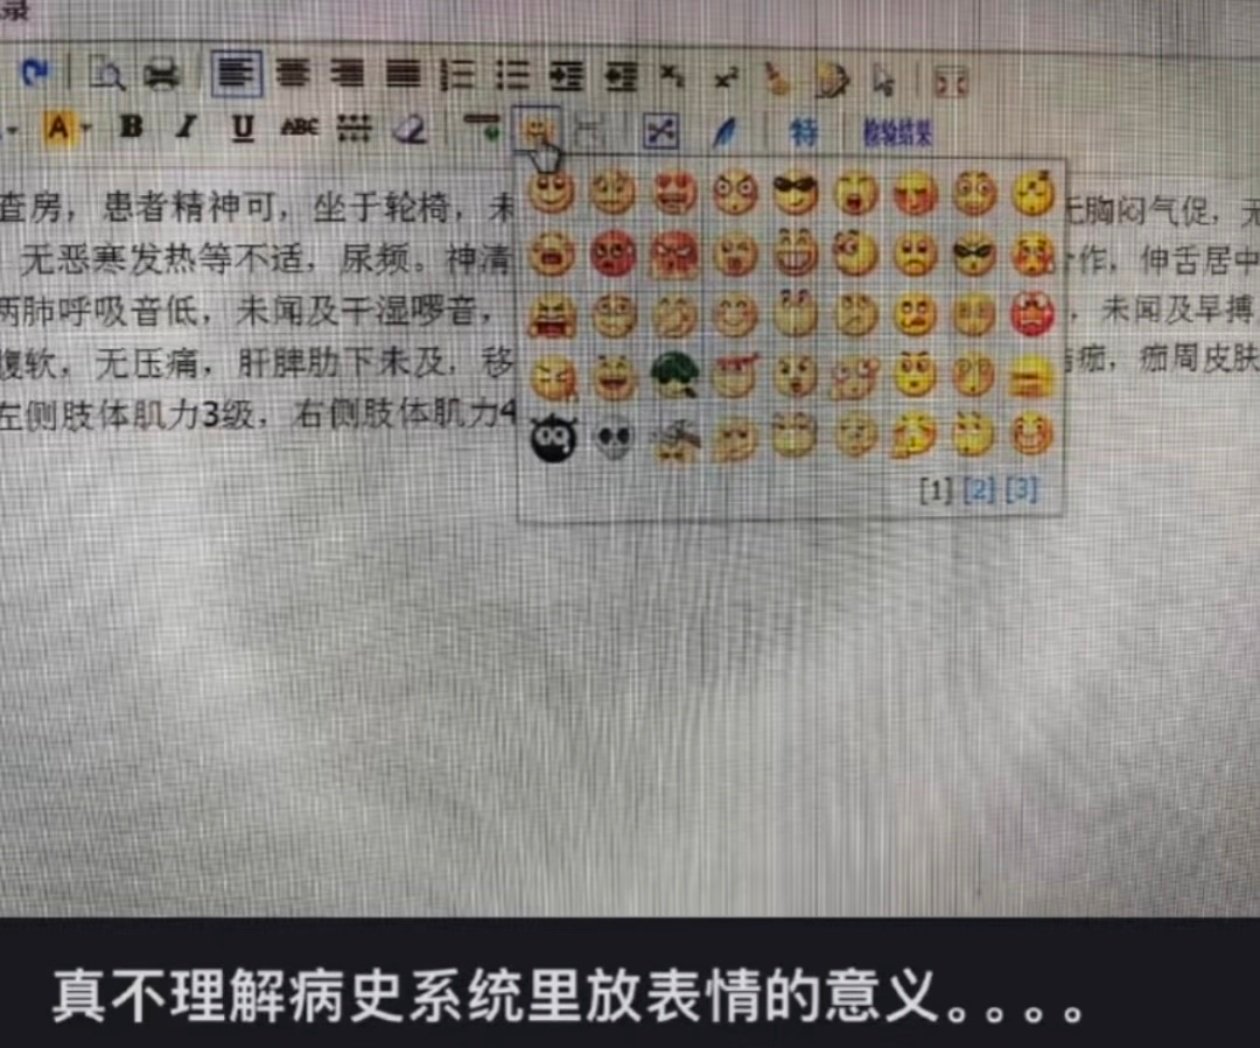 录
A B I U ABC 特 检验结果
查房，患者精神可，坐于轮椅，未 无胸闷气促，无
无恶寒发热等不适，尿频。神清 合作，伸舌居中
两肺呼吸音低，未闻及干湿啰音， ，未闻及早搏
腹软，无压痛，肝脾肋下未及，移 痂，痂周皮肤
左侧肢体肌力3级，右侧肢体肌力4
[1] [2] [3]
真不理解病史系统里放表情的意义。。。。